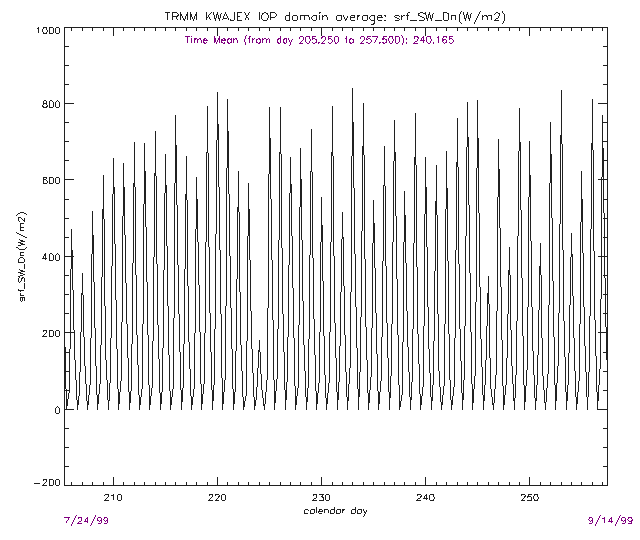 TRMM KWAJEX IOP domain average: srf_SW_Dn(W/m2)
Time Mean (from day 205.250 to 257.500): 240.165
1000
800
600
400
200
0
-200
srf_SW_Dn(W/m2)
210 220 230 240 250
calendar day
7/24/99 9/14/99